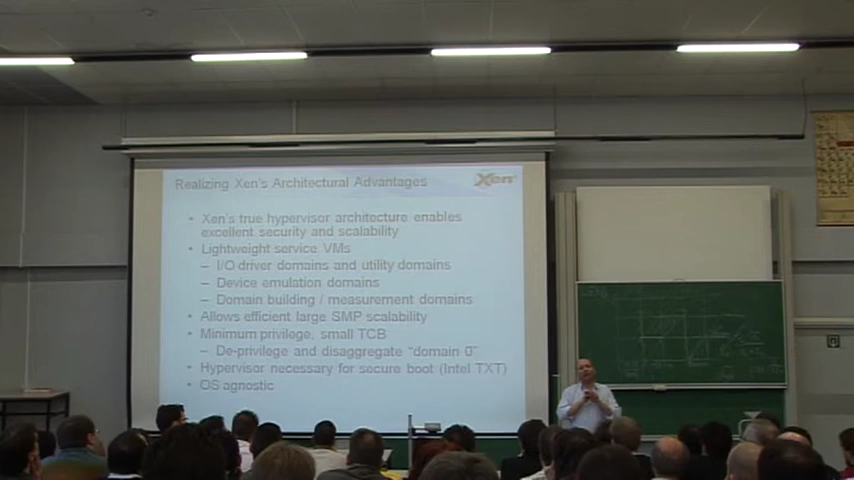 Realizing Xen's Architectural Advantages
Xen
• Xen's true hypervisor architecture enables
excellent security and scalability
• Lightweight service VMs
– I/O driver domains and utility domains
– Device emulation domains
– Domain building / measurement domains
• Allows efficient large SMP scalability
• Minimum privilege, small TCB
– De-privilege and disaggregate "domain 0"
• Hypervisor necessary for secure boot (Intel TXT)
• OS agnostic